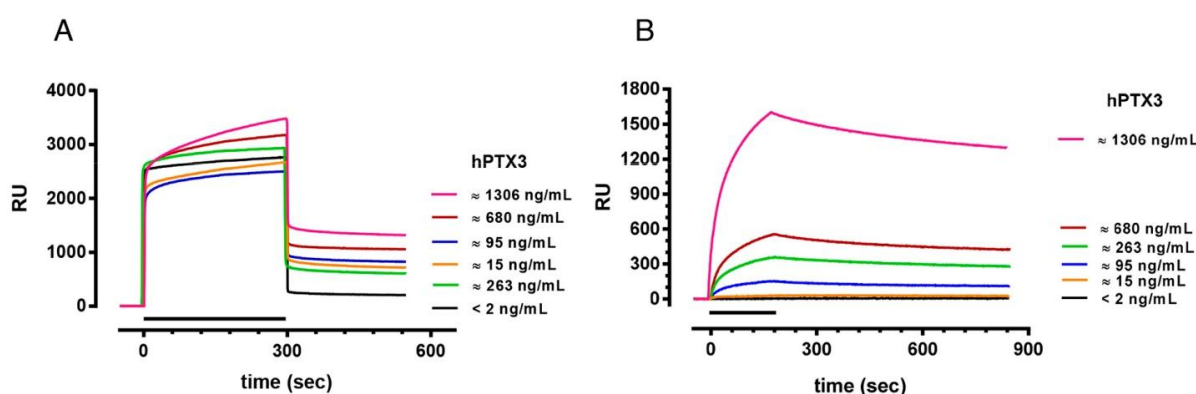 A
4000
3000
2000
1000
0
RU
0 300 600
time (sec)
hPTX3
≈ 1306 ng/mL
≈ 680 ng/mL
≈ 95 ng/mL
≈ 15 ng/mL
≈ 263 ng/mL
< 2 ng/mL
B
1800
1500
1200
900
600
300
0
RU
0 300 600 900
time (sec)
hPTX3
≈ 1306 ng/mL
≈ 680 ng/mL
≈ 263 ng/mL
≈ 95 ng/mL
≈ 15 ng/mL
< 2 ng/mL